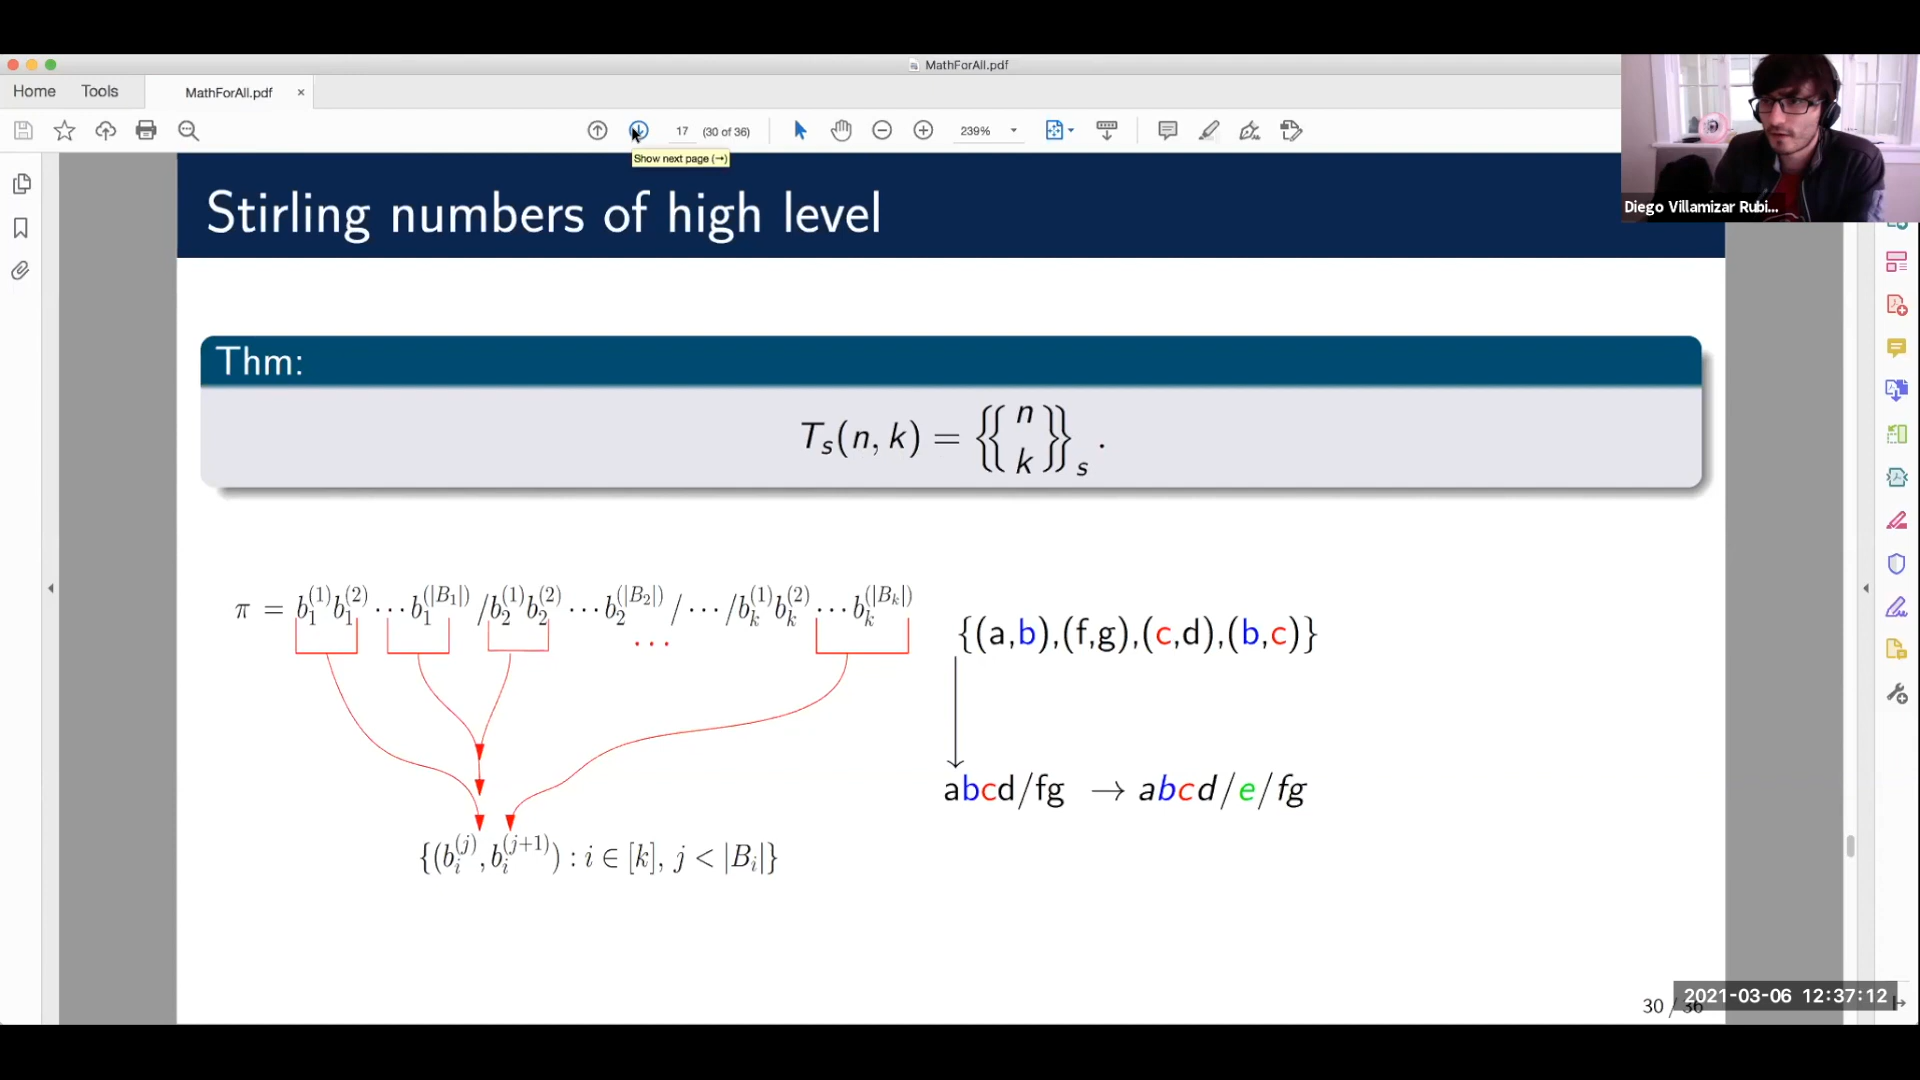 MathForAll.pdf
Home Tools MathForAll.pdf ×
17 (30 of 36) 239%
Show next page (→)
Diego Villamizar Rubi...
Stirling numbers of high level
Thm:
T_s(n, k) = {{n k}}_s .
π = b_1^{(1)} b_1^{(2)} ⋯ b_1^{(|B_1|)} / b_2^{(1)} b_2^{(2)} ⋯ b_2^{(|B_2|)} / ⋯ / b_k^{(1)} b_k^{(2)} ⋯ b_k^{(|B_k|)}
...
{(a,b),(f,g),(c,d),(b,c)}
abcd/fg → abcd/e/fg
{(b_i^{(j)}, b_i^{(j+1)}) : i ∈ [k], j < |B_i|}
2021-03-06 12:37:12
30 / 36